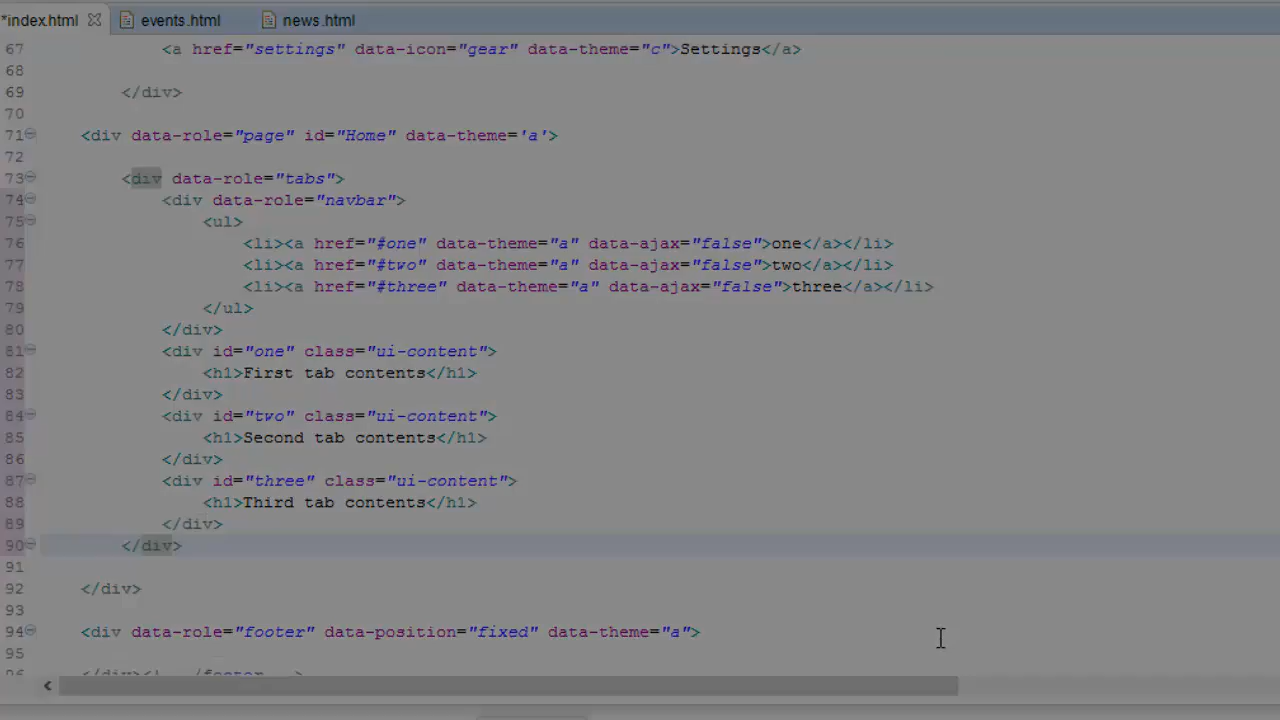 *index.html events.html news.html
67 <a href="settings" data-icon="gear" data-theme="c">Settings</a>
68
69 </div>
70
71 <div data-role="page" id="Home" data-theme='a'>
72
73 <div data-role="tabs">
74 <div data-role="navbar">
75 <ul>
76 <li><a href="#one" data-theme="a" data-ajax="false">one</a></li>
77 <li><a href="#two" data-theme="a" data-ajax="false">two</a></li>
78 <li><a href="#three" data-theme="a" data-ajax="false">three</a></li>
79 </ul>
80 </div>
81 <div id="one" class="ui-content">
82 <h1>First tab contents</h1>
83 </div>
84 <div id="two" class="ui-content">
85 <h1>Second tab contents</h1>
86 </div>
87 <div id="three" class="ui-content">
88 <h1>Third tab contents</h1>
89 </div>
90 </div>
91
92 </div>
93
94 <div data-role="footer" data-position="fixed" data-theme="a">
95
96 </div><!-- /footer -->